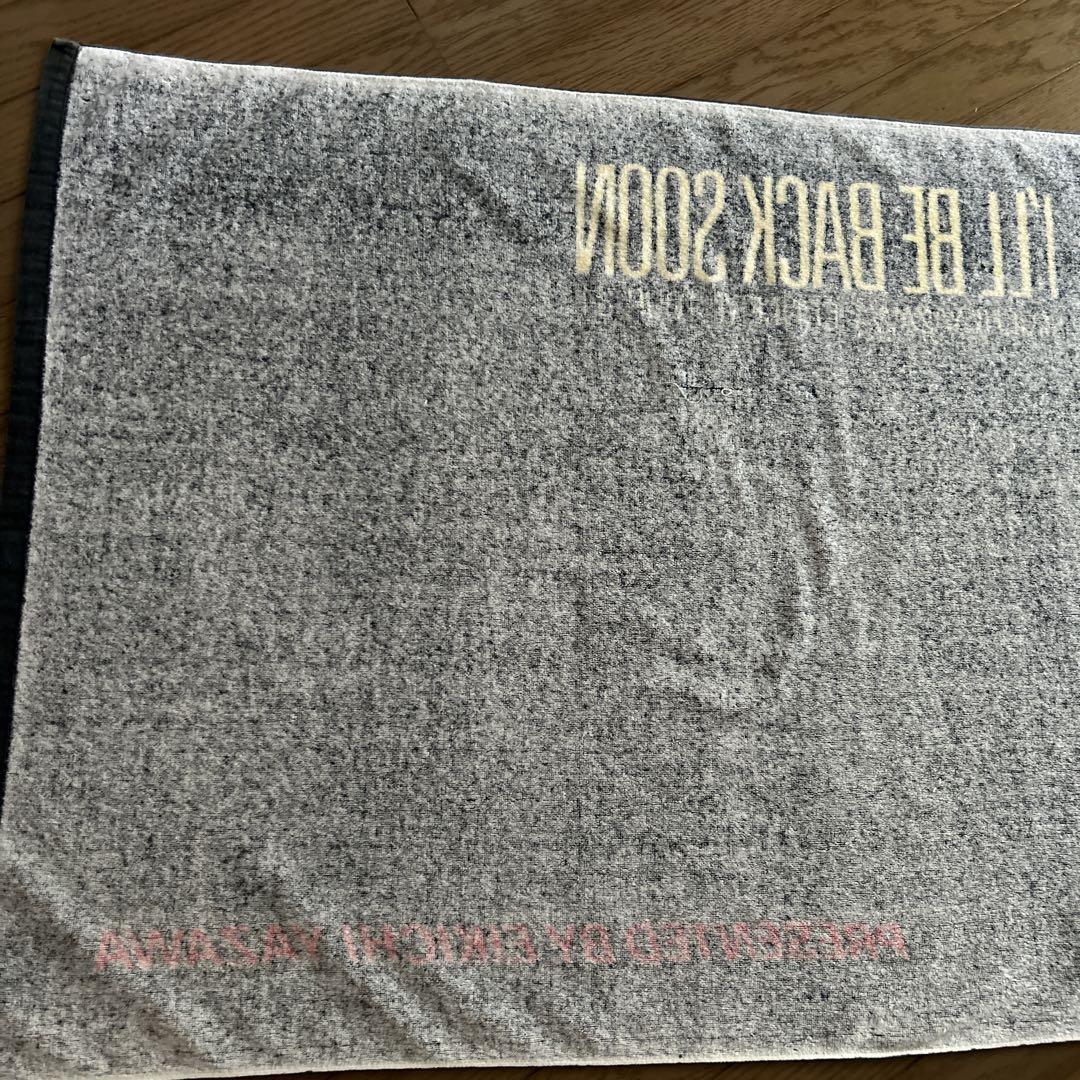 I'LL BE BACK SOON
PRESENTED BY EIKICHI YAZAWA